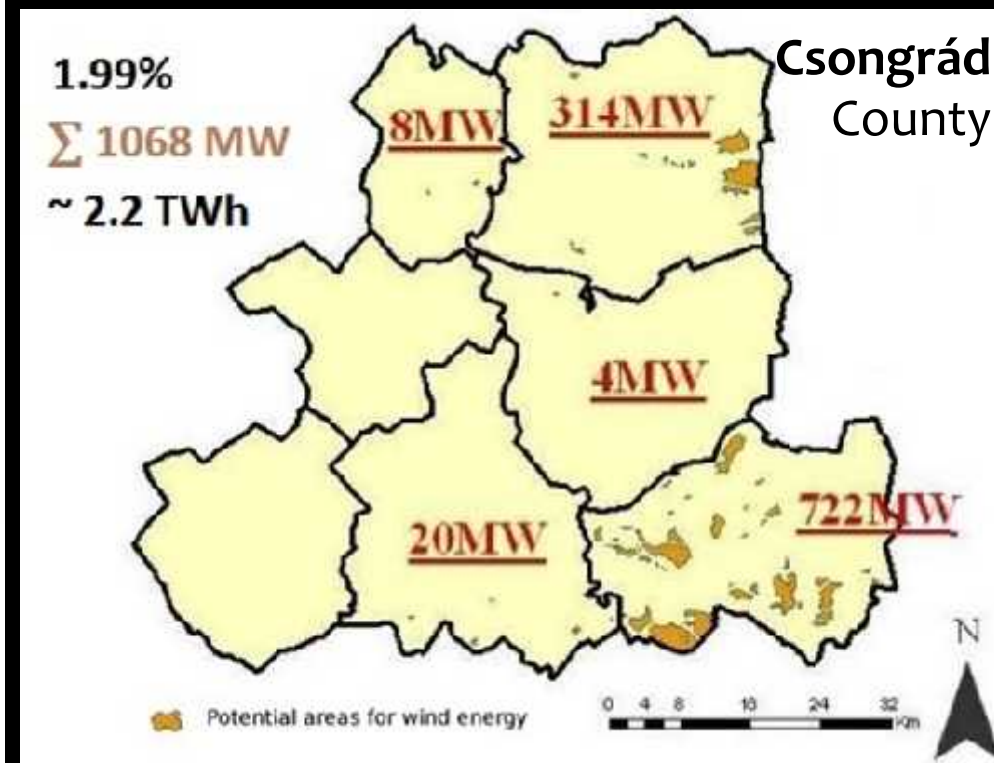 1.99%
∑ 1068 MW
~ 2.2 TWh
Csongrád
County
8MW
314MW
4MW
722MW
20MW
N
Potential areas for wind energy
0 4 8 16 24 32
Km